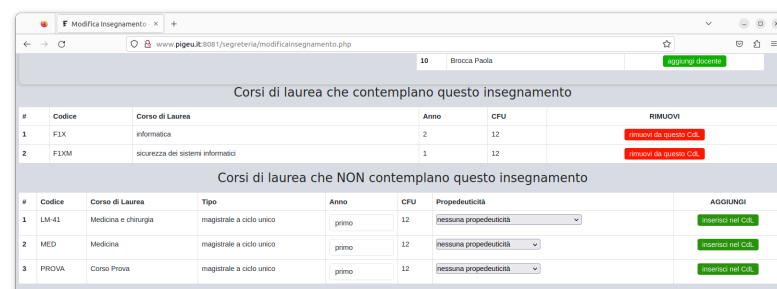 Modifica Insegnamento - ×
www.pigeu.it:8081/segreteria/modificainsegnamento.php
10 Brocca Paola aggiungi docente
Corsi di laurea che contemplano questo insegnamento
# Codice Corso di Laurea Anno CFU RIMUOVI
1 F1X informatica 2 12 rimuovi da questo CdL
2 F1XM sicurezza dei sistemi informatici 1 12 rimuovi da questo CdL
Corsi di laurea che NON contemplano questo insegnamento
# Codice Corso di Laurea Tipo Anno CFU Propedeuticità AGGIUNGI
1 LM-41 Medicina e chirurgia magistrale a ciclo unico primo 12 nessuna propedeuticità inserisci nel CdL
2 MED Medicina magistrale a ciclo unico primo 12 nessuna propedeuticità inserisci nel CdL
3 PROVA Corso Prova magistrale a ciclo unico primo 12 nessuna propedeuticità inserisci nel CdL